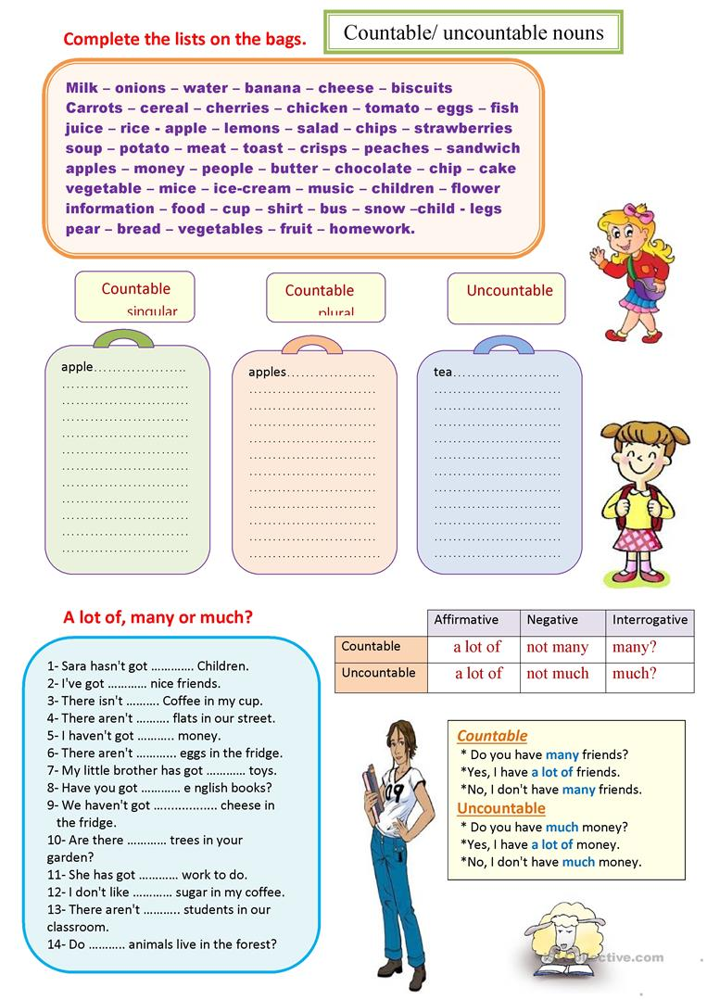 Complete the lists on the bags.
Countable/ uncountable nouns
Milk – onions – water – banana – cheese – biscuits
Carrots – cereal – cherries – chicken – tomato – eggs – fish
juice – rice - apple – lemons – salad – chips – strawberries
soup – potato – meat – toast – crisps – peaches – sandwich
apples – money – people – butter – chocolate – chip – cake
vegetable – mice – ice-cream – music – children – flower
information – food – cup – shirt – bus – snow –child - legs
pear – bread – vegetables – fruit – homework.
Countable
singular
Countable
plural
Uncountable
apple....................
apples....................
tea........................
A lot of, many or much?
Affirmative Negative Interrogative
Countable a lot of not many many?
Uncountable a lot of not much much?
1- Sara hasn't got …………. Children.
2- I've got ………… nice friends.
3- There isn't ………. Coffee in my cup.
4- There aren't ………. flats in our street.
5- I haven't got ……….. money.
6- There aren't ………... eggs in the fridge.
7- My little brother has got ………… toys.
8- Have you got ………… e nglish books?
9- We haven't got ..……............ cheese in
the fridge.
10- Are there ………… trees in your
garden?
11- She has got ………… work to do.
12- I don't like ………… sugar in my coffee.
13- There aren't ……….. students in our
classroom.
14- Do ………. animals live in the forest?
Countable
* Do you have many friends?
*Yes, I have a lot of friends.
*No, I don't have many friends.
Uncountable
* Do you have much money?
*Yes, I have a lot of money.
*No, I don't have much money.
09
iSLCollective.com